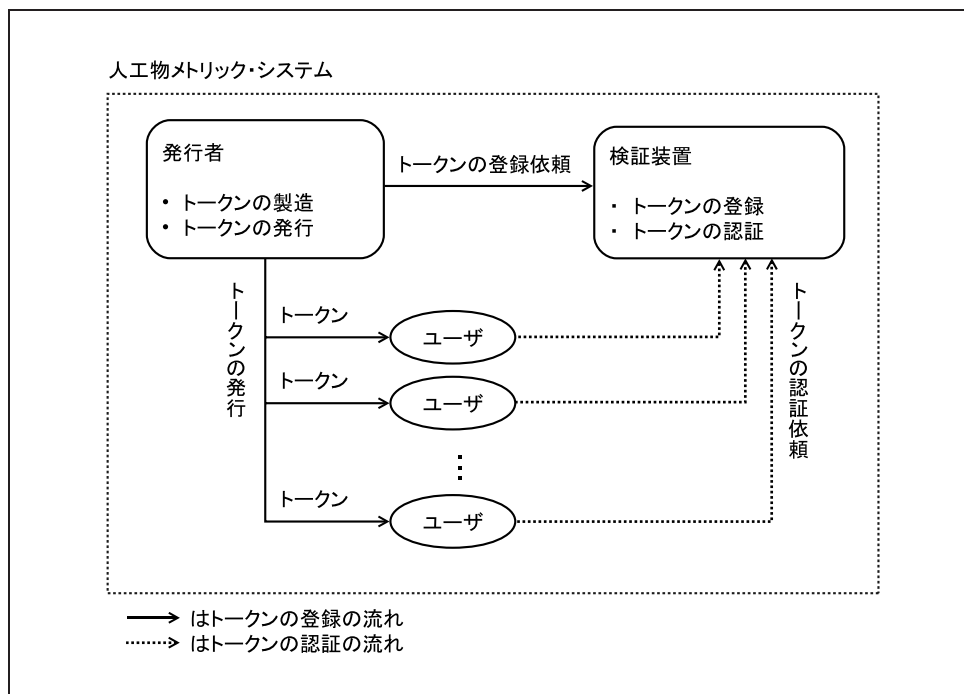 人工物メトリック・システム
発行者
• トークンの製造
• トークンの発行
トークンの登録依頼
検証装置
・ トークンの登録
・ トークンの認証
トークンの発行
トークン
ユーザ
トークン
ユーザ
⋮
トークン
ユーザ
トークンの認証依頼
はトークンの登録の流れ
はトークンの認証の流れ